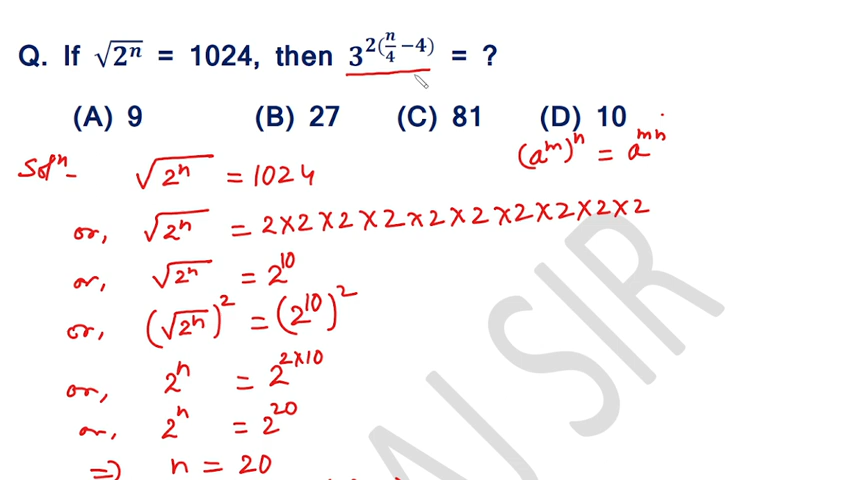 Q. If √2ⁿ = 1024, then 3^{2(n/4 −4)} = ?
(A) 9 (B) 27 (C) 81 (D) 10
(aᵐ)ⁿ = aᵐⁿ
Solⁿ- √2ⁿ = 1024
or, √2ⁿ = 2×2×2×2×2×2×2×2×2×2
or, √2ⁿ = 2¹⁰
or, (√2ⁿ)² = (2¹⁰)²
or, 2ⁿ = 2^{2×10}
or, 2ⁿ = 2²⁰
⇒ n = 20
AJ SIR